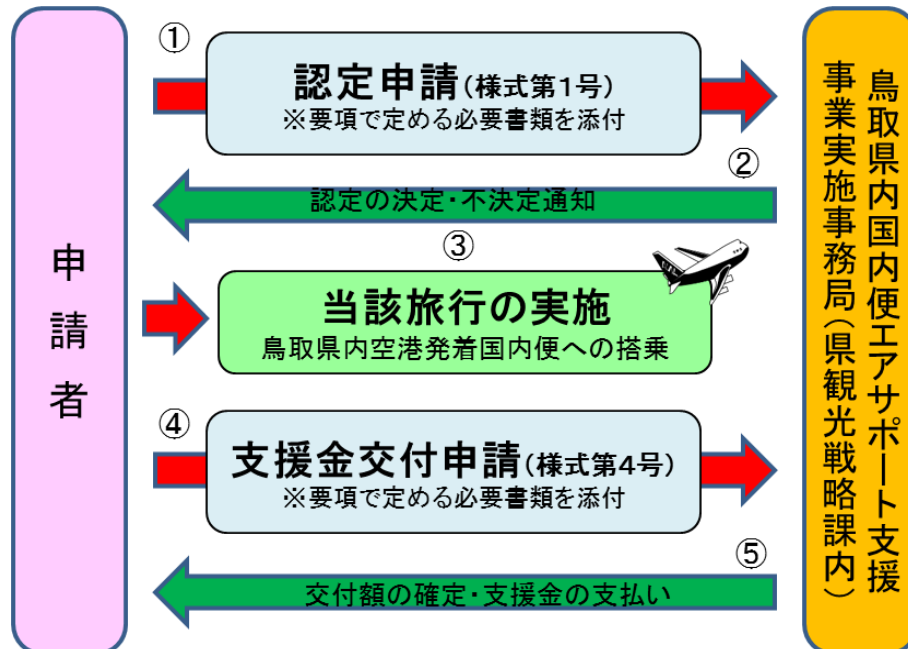 申請者
①
認定申請(様式第1号)
※要項で定める必要書類を添付
②
認定の決定・不決定通知
③
当該旅行の実施
鳥取県内空港発着国内便への搭乗
④
支援金交付申請(様式第4号)
※要項で定める必要書類を添付
⑤
交付額の確定・支援金の支払い
鳥取県内国内便エアサポート支援
事業実施事務局(県観光戦略課内)